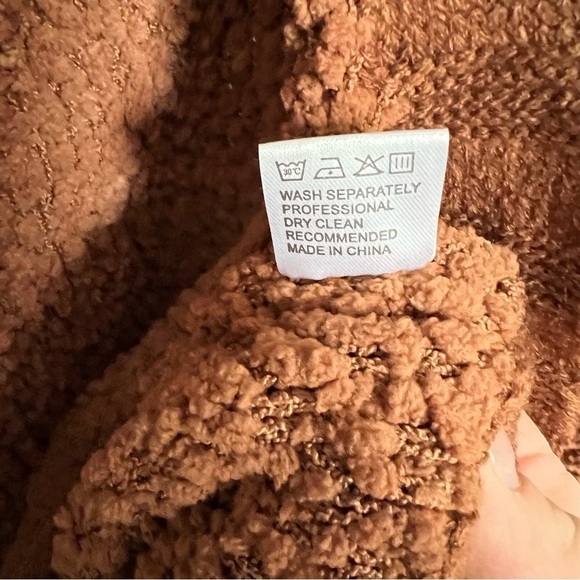 30°C
WASH SEPARATELY
PROFESSIONAL
DRY CLEAN
RECOMMENDED
MADE IN CHINA